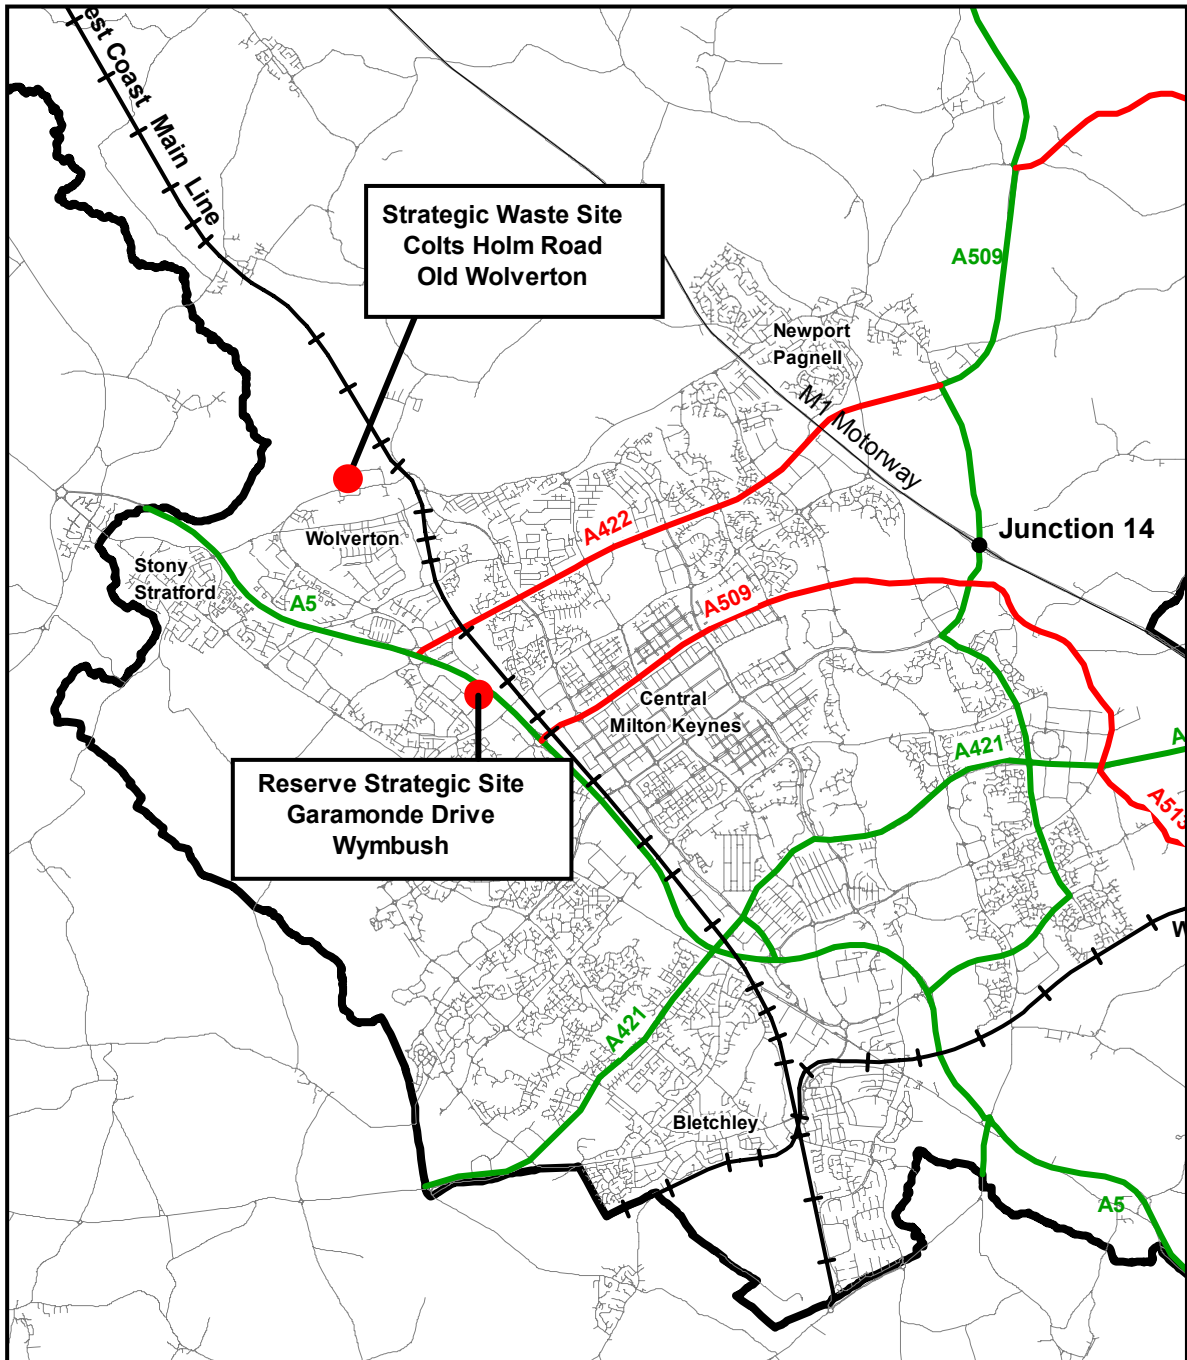 est Coast Main Line
Strategic Waste Site
Colts Holm Road
Old Wolverton
A509
Newport
Pagnell
M1 Motorway
A422
Junction 14
Wolverton
Stony
Stratford
A5
A509
Central
Milton Keynes
A421
A
A513
Reserve Strategic Site
Garamonde Drive
Wymbush
W
A421
Bletchley
A5